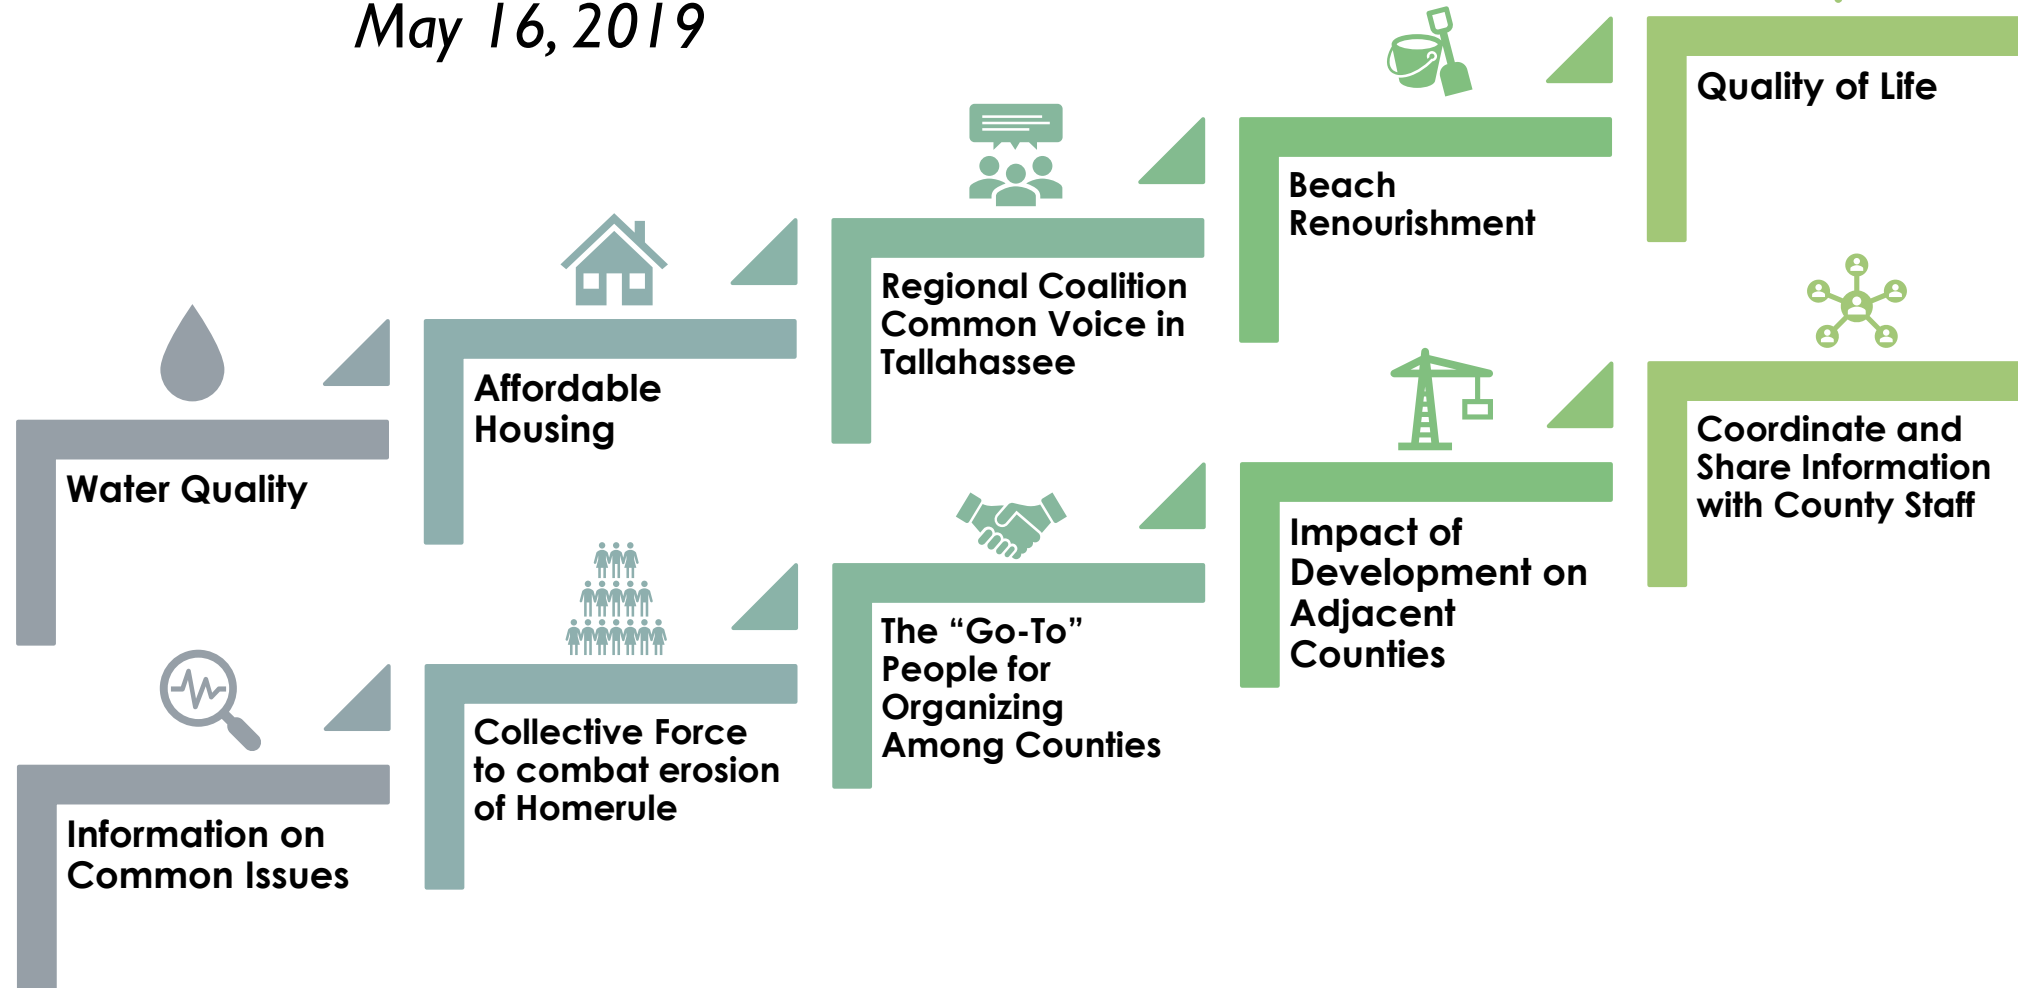 May 16, 2019
Water Quality
Affordable
Housing
Regional Coalition
Common Voice in
Tallahassee
Beach
Renourishment
Quality of Life
Information on
Common Issues
Collective Force
to combat erosion
of Homerule
The “Go-To”
People for
Organizing
Among Counties
Impact of
Development on
Adjacent
Counties
Coordinate and
Share Information
with County Staff